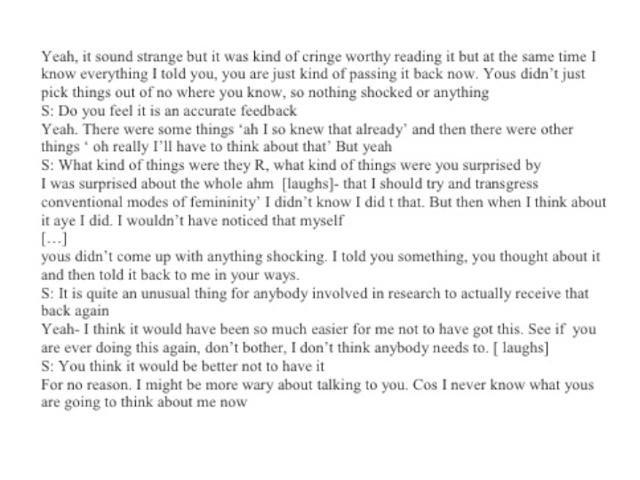 Yeah, it sound strange but it was kind of cringe worthy reading it but at the same time I
know everything I told you, you are just kind of passing it back now. Yous didn't just
pick things out of no where you know, so nothing shocked or anything
S: Do you feel it is an accurate feedback
Yeah. There were some things 'ah I so knew that already' and then there were other
things ' oh really I'll have to think about that' But yeah
S: What kind of things were they R, what kind of things were you surprised by
I was surprised about the whole ahm  [laughs]- that I should try and transgress
conventional modes of femininity' I didn't know I did t that. But then when I think about
it aye I did. I wouldn't have noticed that myself
[…]
yous didn't come up with anything shocking. I told you something, you thought about it
and then told it back to me in your ways.
S: It is quite an unusual thing for anybody involved in research to actually receive that
back again
Yeah- I think it would have been so much easier for me not to have got this. See if  you
are ever doing this again, don't bother, I don't think anybody needs to. [ laughs]
S: You think it would be better not to have it
For no reason. I might be more wary about talking to you. Cos I never know what yous
are going to think about me now